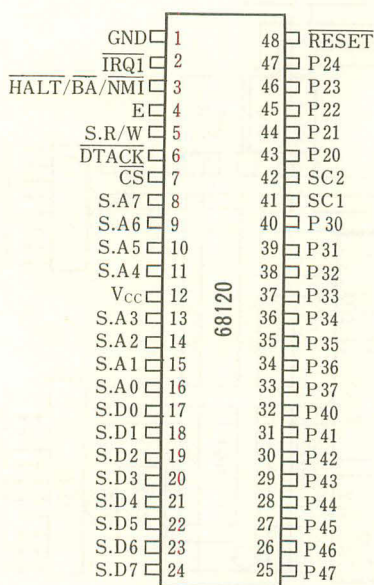 GND 1 48 RESET
IRQ1 2 47 P24
HALT/BA/NMI 3 46 P23
E 4 45 P22
S.R/W 5 44 P21
DTACK 6 43 P20
CS 7 42 SC2
S.A7 8 41 SC1
S.A6 9 40 P30
S.A5 10 39 P31
S.A4 11 38 P32
Vcc 12 37 P33
S.A3 13 36 P34
S.A2 14 35 P35
S.A1 15 34 P36
S.A0 16 33 P37
S.D0 17 32 P40
S.D1 18 31 P41
S.D2 19 30 P42
S.D3 20 29 P43
S.D4 21 28 P44
S.D5 22 27 P45
S.D6 23 26 P46
S.D7 24 25 P47
68120